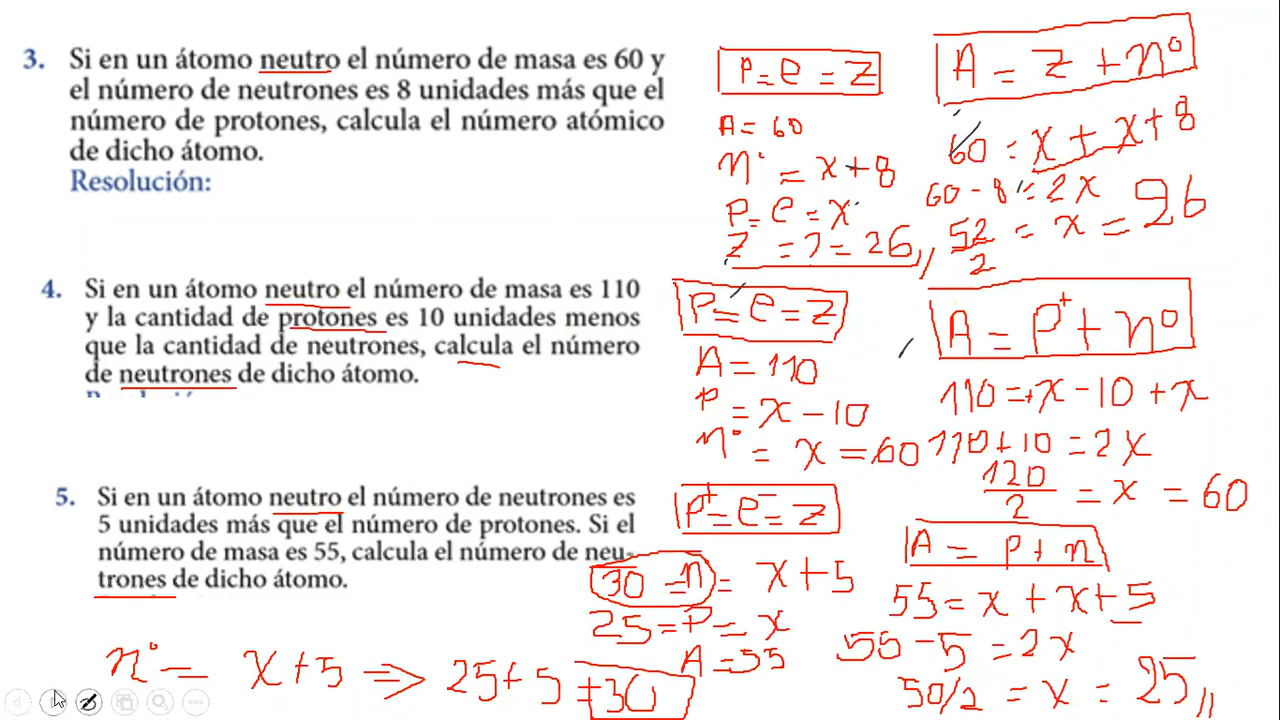 3. Si en un átomo neutro el número de masa es 60 y
el número de neutrones es 8 unidades más que el
número de protones, calcula el número atómico
de dicho átomo.
Resolución:
P = e = Z
A = 60
n° = x + 8
P = e = x
Z = ? = 26,,
A = Z + n°
60 = x + x + 8
60 - 8 = 2x
52/2 = x = 26
4. Si en un átomo neutro el número de masa es 110
y la cantidad de protones es 10 unidades menos
que la cantidad de neutrones, calcula el número
de neutrones de dicho átomo.
P = e = Z
A = 110
P = x - 10
n° = x = 60
A = P⁺ + n°
110 = x - 10 + x
110 + 10 = 2x
120/2 = x = 60
5. Si en un átomo neutro el número de neutrones es
5 unidades más que el número de protones. Si el
número de masa es 55, calcula el número de neu-
trones de dicho átomo.
P⁺ = e⁻ = Z
30 = n = x + 5
25 = P = x
A = 55
A = P + n
55 = x + x + 5
55 - 5 = 2x
50/2 = x = 25,,
n° = x + 5 ⇒ 25 + 5 = 30